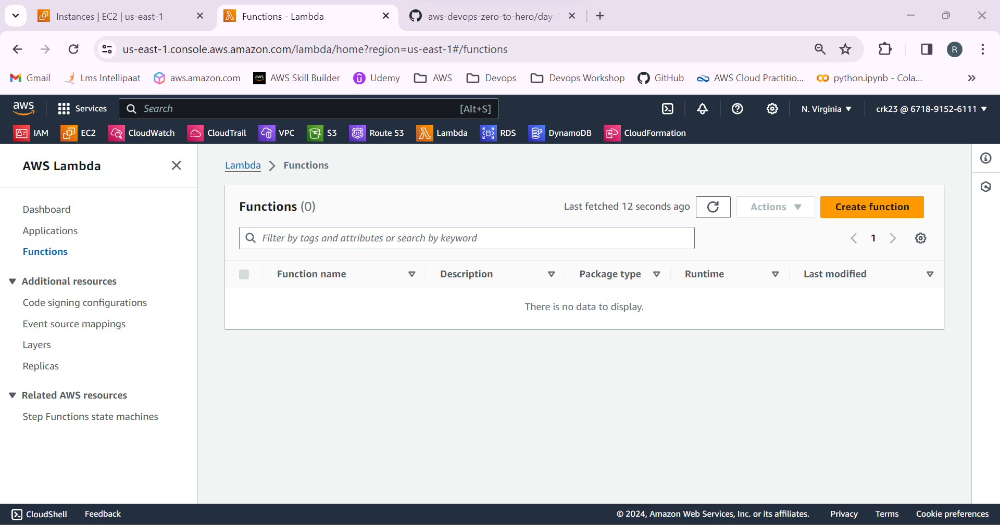 Instances | EC2 | us-east-1
Functions - Lambda
aws-devops-zero-to-hero/day-
us-east-1.console.aws.amazon.com/lambda/home?region=us-east-1#/functions
R
Gmail
Lms Intellipaat
aws.amazon.com
aws
AWS Skill Builder
Udemy
AWS
Devops
Devops Workshop
GitHub
AWS Cloud Practitio...
python.ipynb - Cola...
aws
Services
Search
[Alt+S]
N. Virginia
crk23 @ 6718-9152-6111
IAM
EC2
CloudWatch
CloudTrail
VPC
S3
53
Route 53
Lambda
RDS
DynamoDB
CloudFormation
AWS Lambda
Dashboard
Applications
Functions
Additional resources
Code signing configurations
Event source mappings
Layers
Replicas
Related AWS resources
Step Functions state machines
Lambda
Functions
Functions (0)
Last fetched 12 seconds ago
Actions
Create function
Filter by tags and attributes or search by keyword
1
Function name
Description
Package type
Runtime
Last modified
There is no data to display.
CloudShell
Feedback
© 2024, Amazon Web Services, Inc. or its affiliates.
Privacy
Terms
Cookie preferences